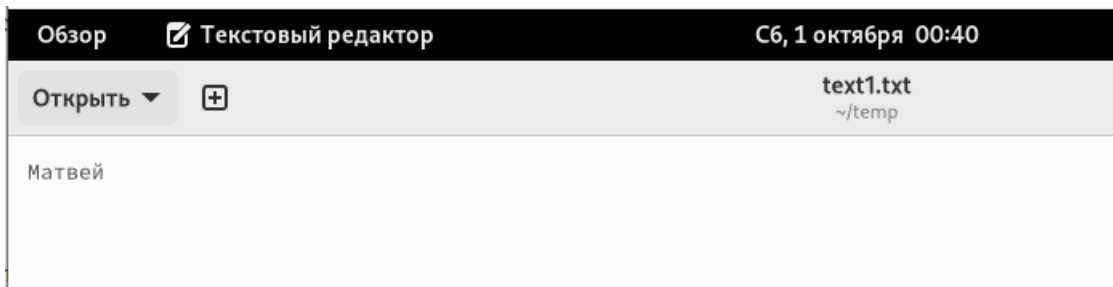 Обзор Текстовый редактор Сб, 1 октября 00:40
Открыть text1.txt
~/temp
Матвей